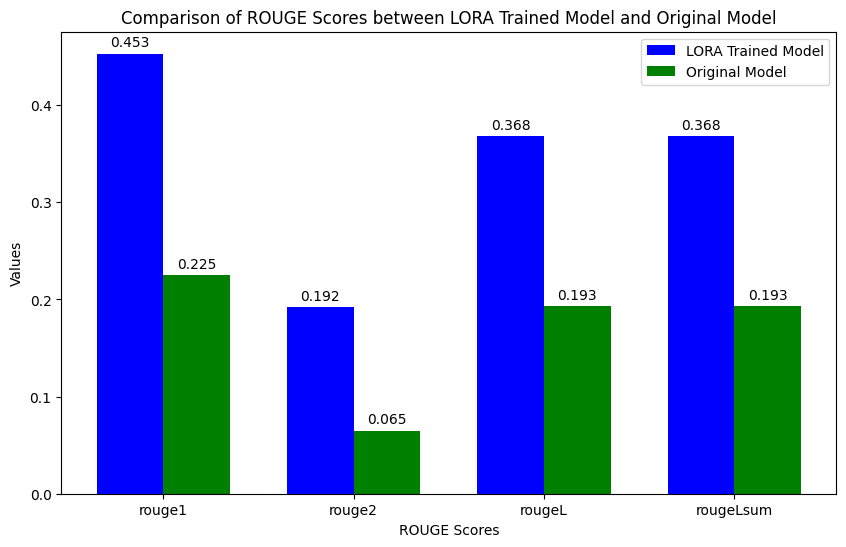 Comparison of ROUGE Scores between LORA Trained Model and Original Model
LORA Trained Model
Original Model
0.453
0.225
0.192
0.065
0.368
0.193
0.368
0.193
Values
0.4
0.3
0.2
0.1
0.0
rouge1 rouge2 rougeL rougeLsum
ROUGE Scores